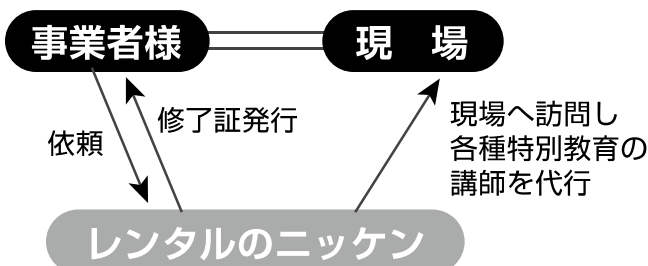 事業者様
現　場
依頼
修了証発行
現場へ訪問し
各種特別教育の
講師を代行
レンタルのニッケン